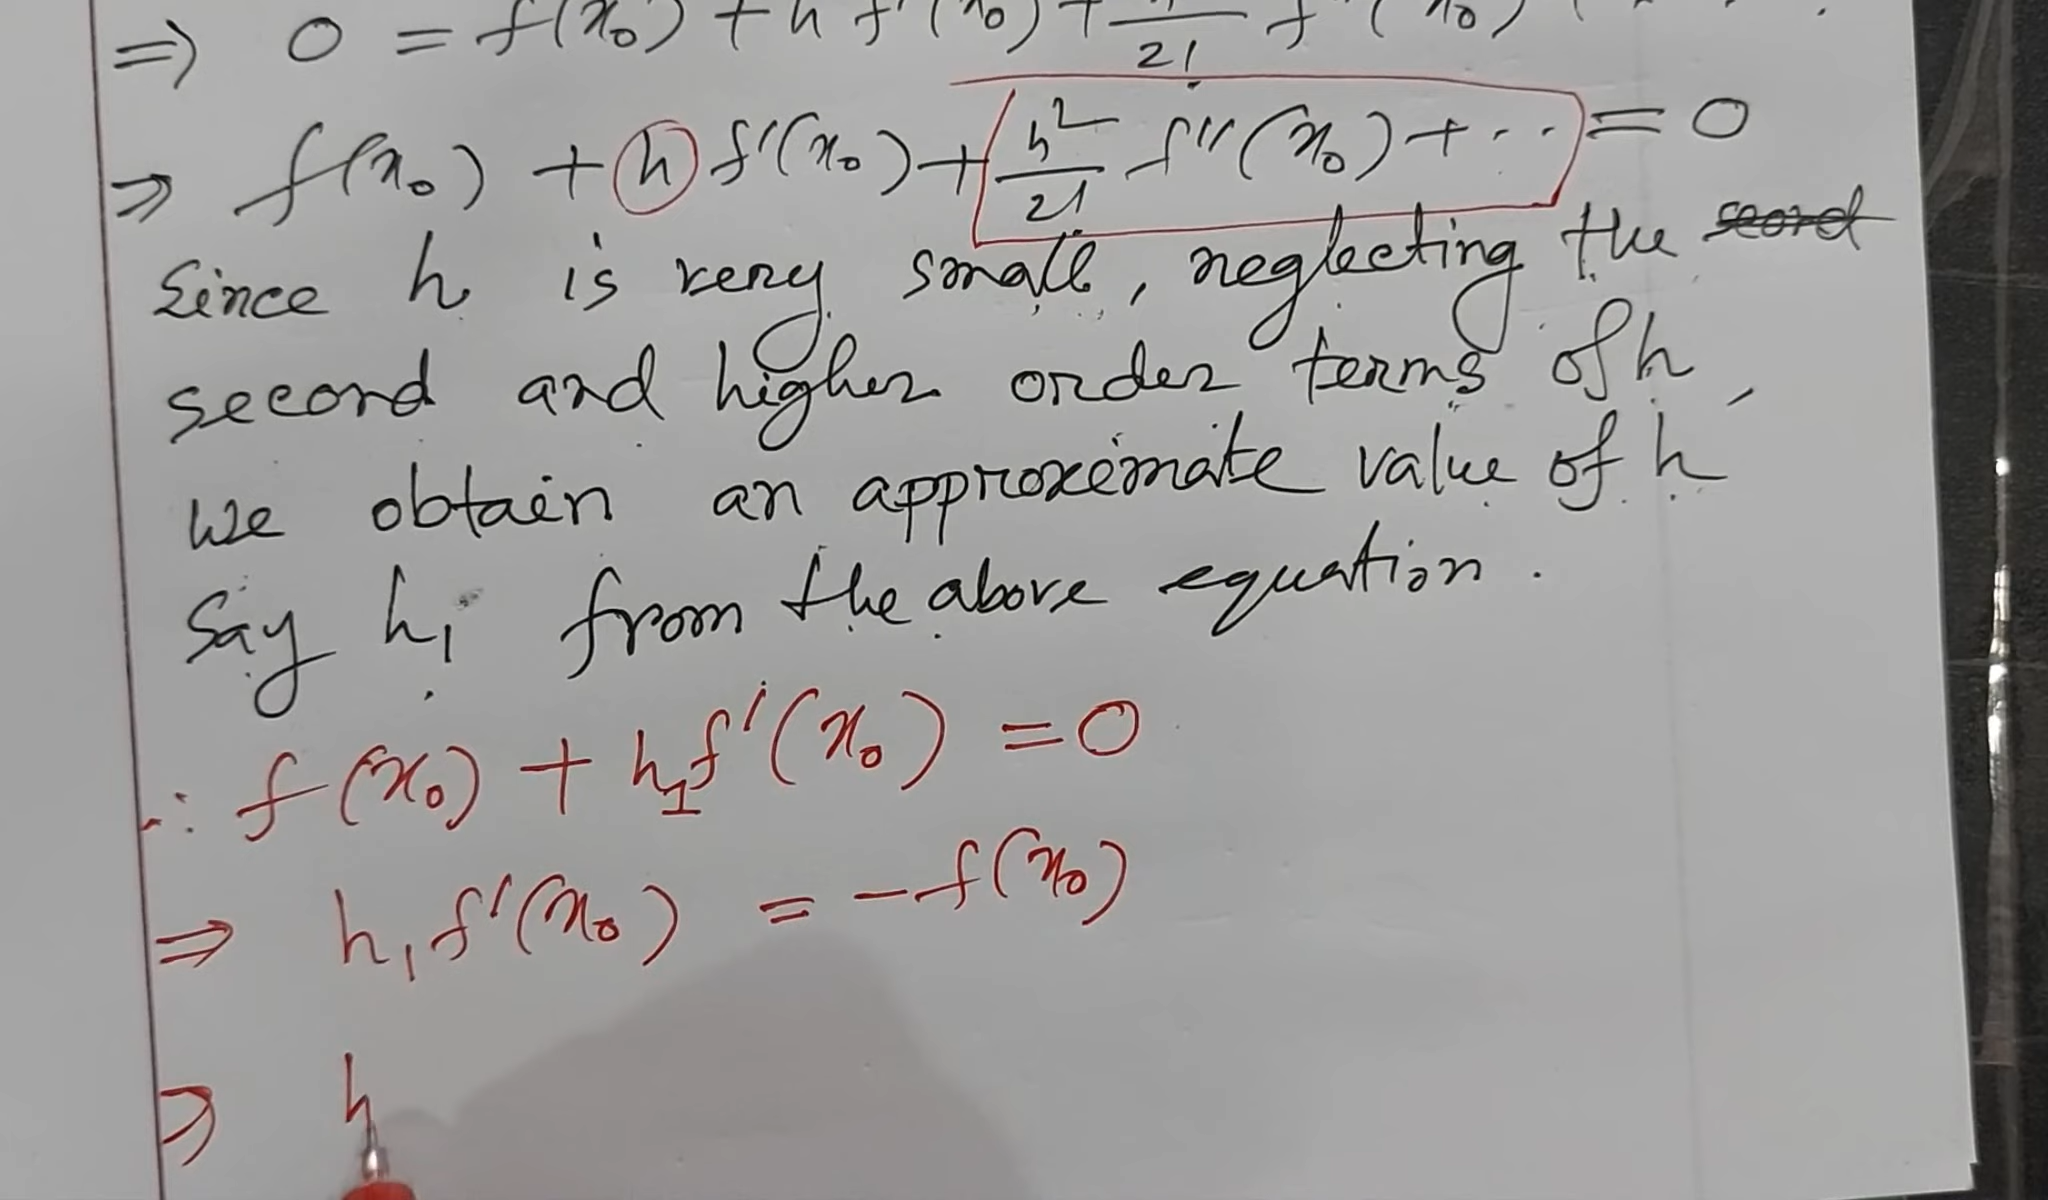 ⇒ 0 = f(x₀) + h f'(x₀) + h²/2! f''(x₀) + ...
⇒ f(x₀) + h f'(x₀) + h²/2! f''(x₀) + ... = 0
Since h is very small, neglecting the
second and higher order terms of h,
we obtain an approximate value of h
Say h₁ from the above equation.
∴ f(x₀) + h₁f'(x₀) = 0
⇒ h₁f'(x₀) = -f(x₀)
⇒ h